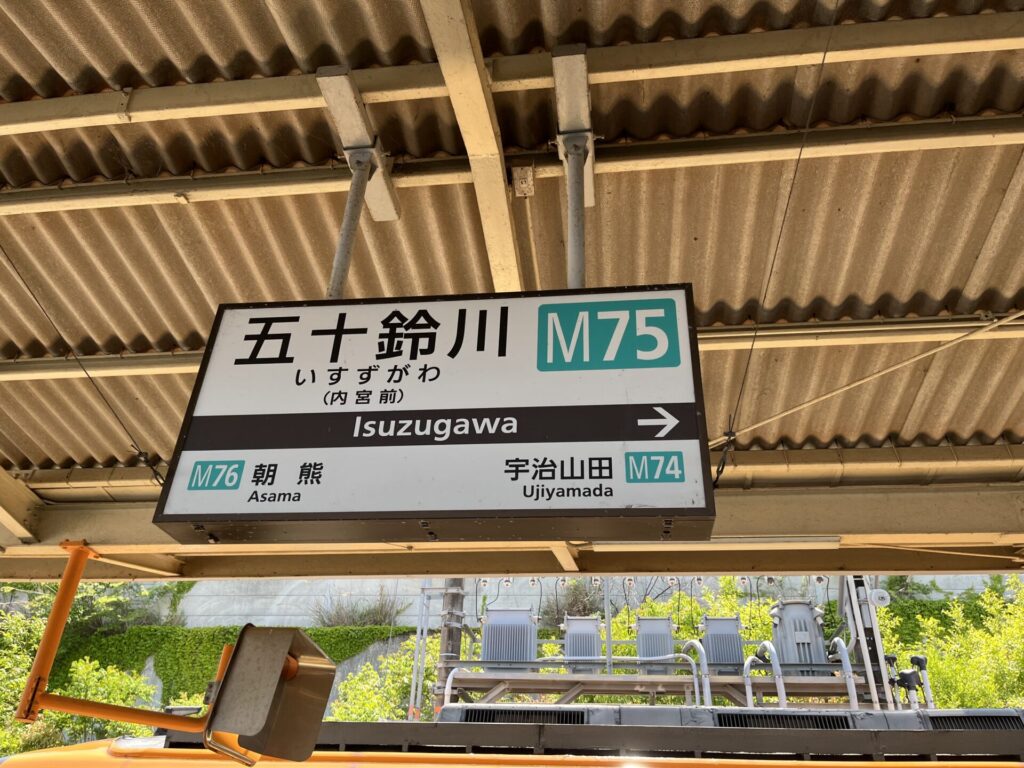 五十鈴川 M75
いすずがわ
(内宮前)
Isuzugawa →
M76 朝熊 宇治山田 M74
Asama Ujiyamada